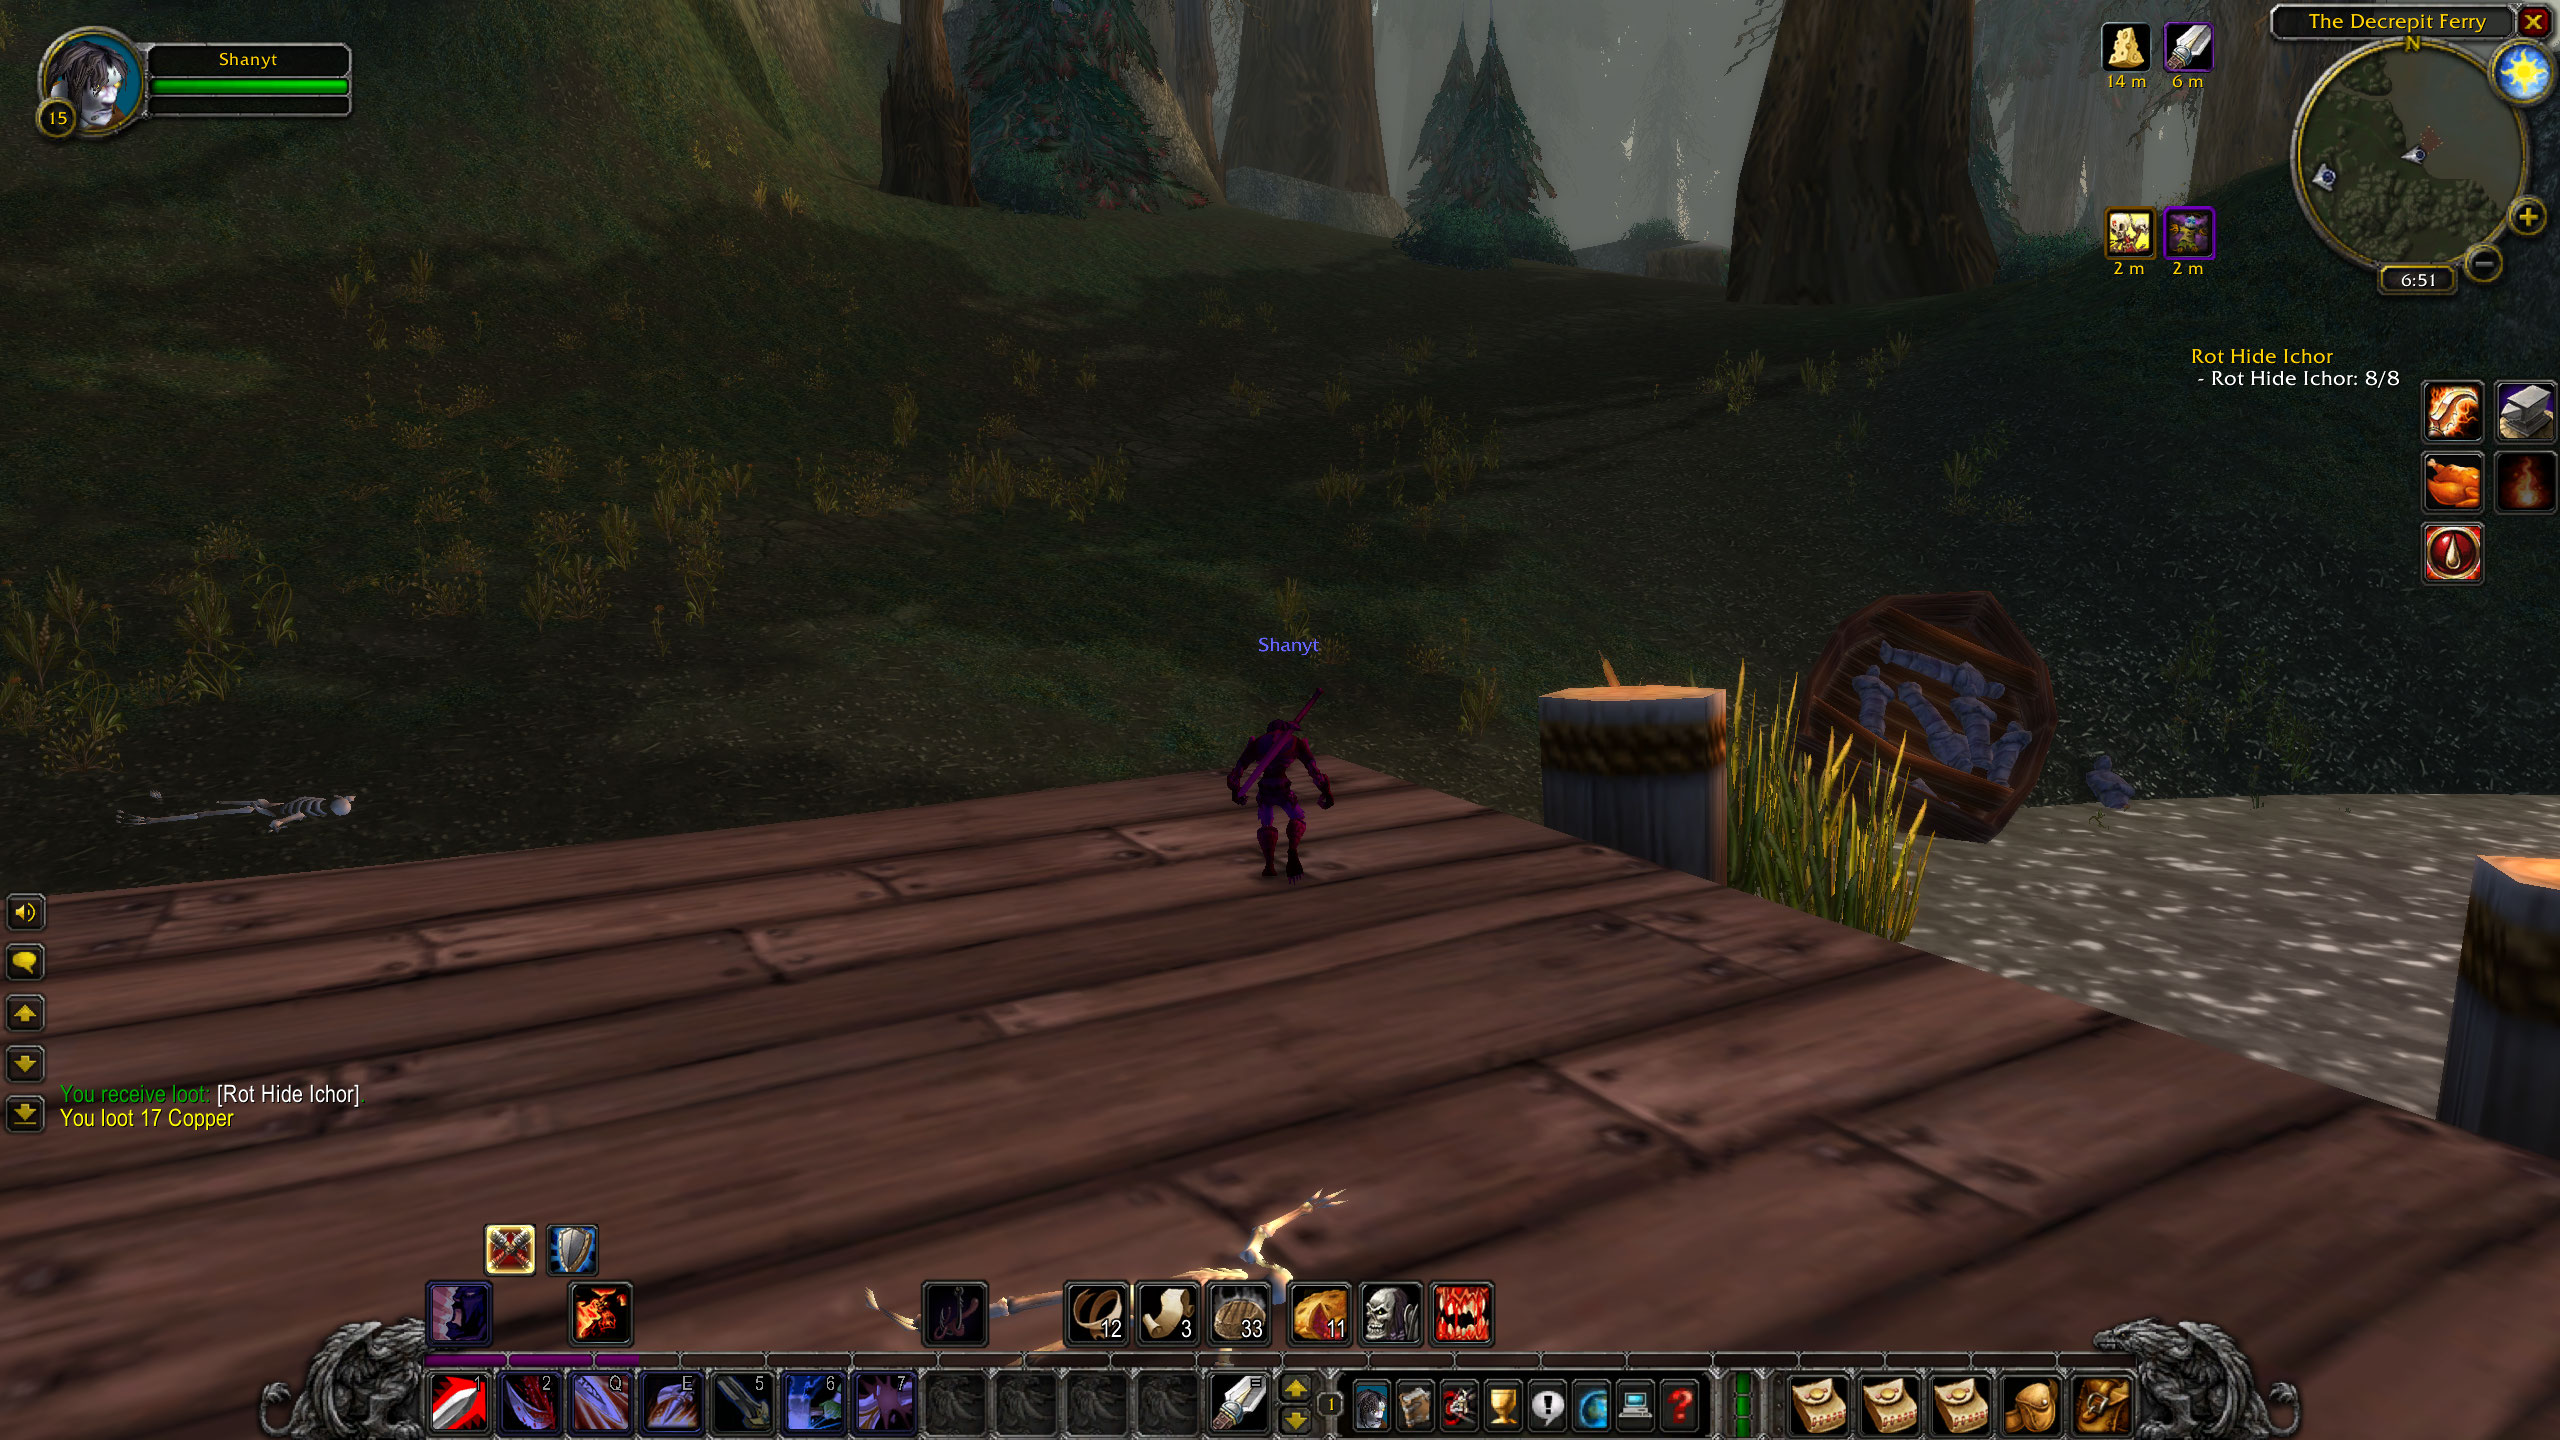 Shanyt
15
14 m
6 m
The Decrepit Ferry
N
2 m
2 m
6:51
Rot Hide Ichor
- Rot Hide Ichor: 8/8
Shanyt
You receive loot: [Rot Hide Ichor].
You loot 17 Copper
12
3
33
11
1
2
Q
E
5
6
7
=
1